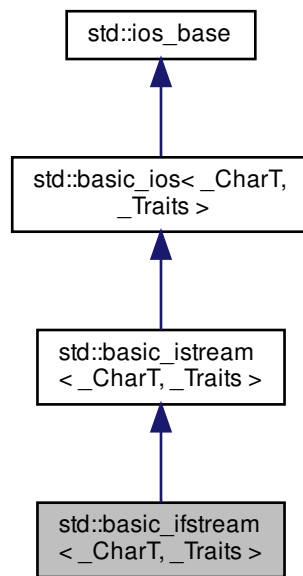 std::ios_base
std::basic_ios< _CharT,
_Traits >
std::basic_istream
< _CharT, _Traits >
std::basic_ifstream
< _CharT, _Traits >